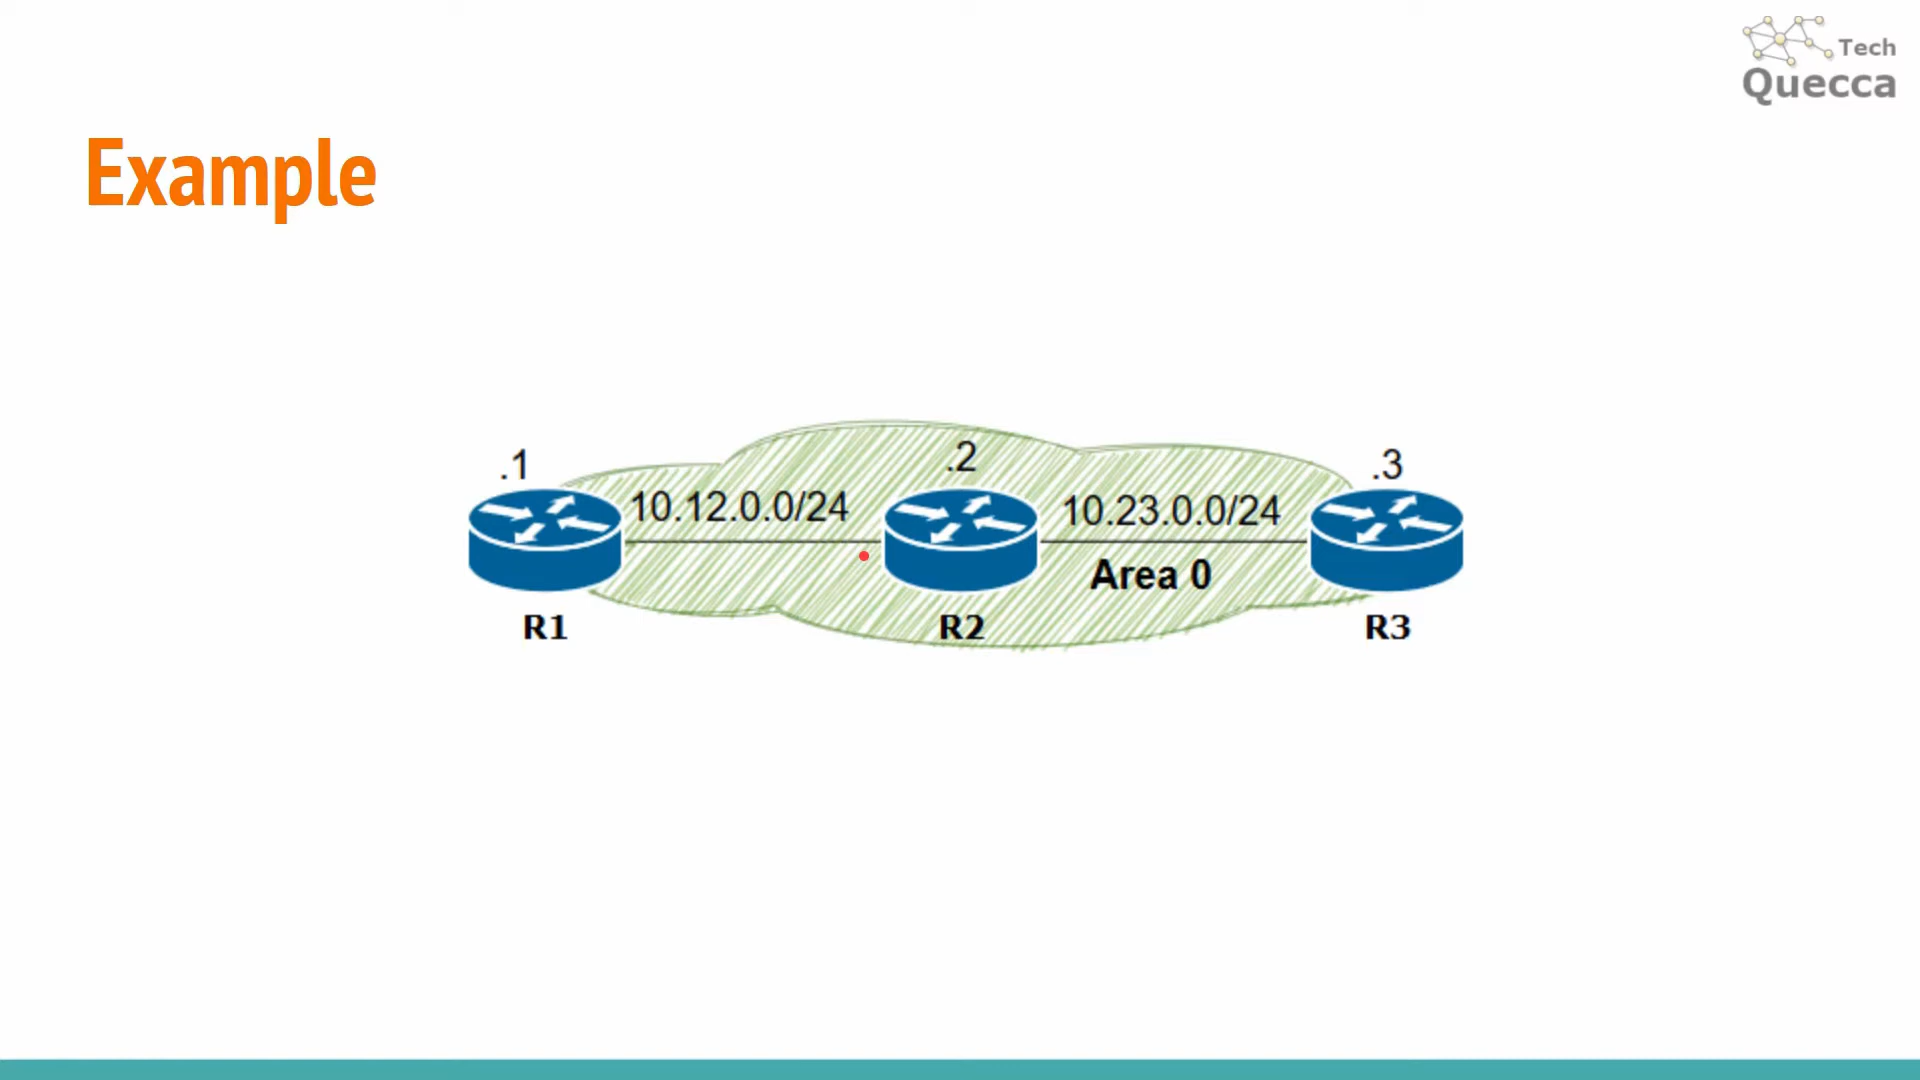 Tech
Quecca
Example
.1
.2
.3
10.12.0.0/24
10.23.0.0/24
Area 0
R1
R2
R3